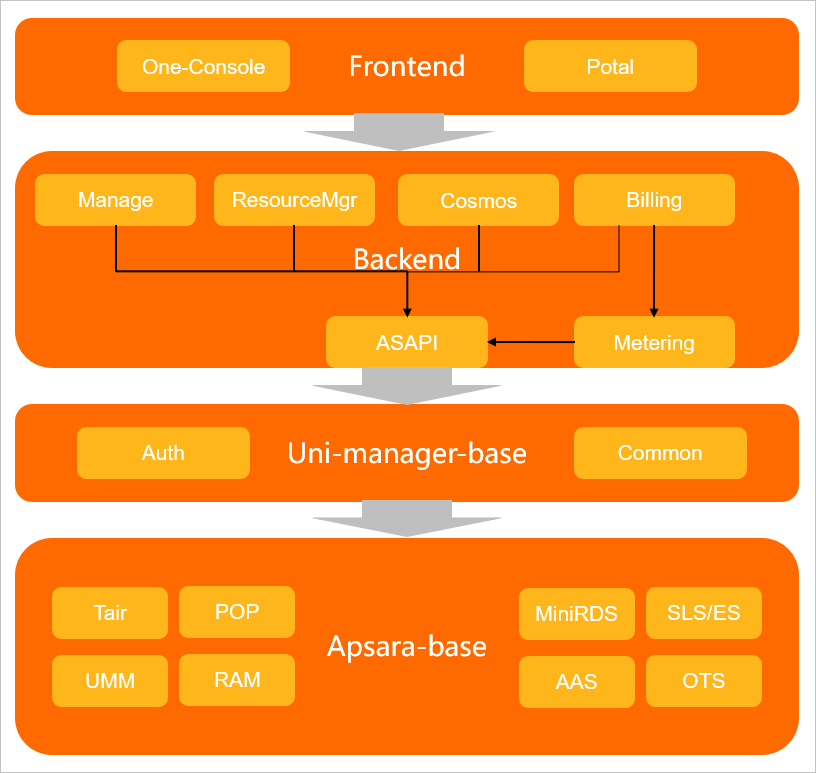 One-Console
Frontend
Potal
Manage
ResourceMgr
Cosmos
Billing
Backend
ASAPI
Metering
Auth
Uni-manager-base
Common
Tair
POP
MiniRDS
SLS/ES
Apsara-base
UMM
RAM
AAS
OTS